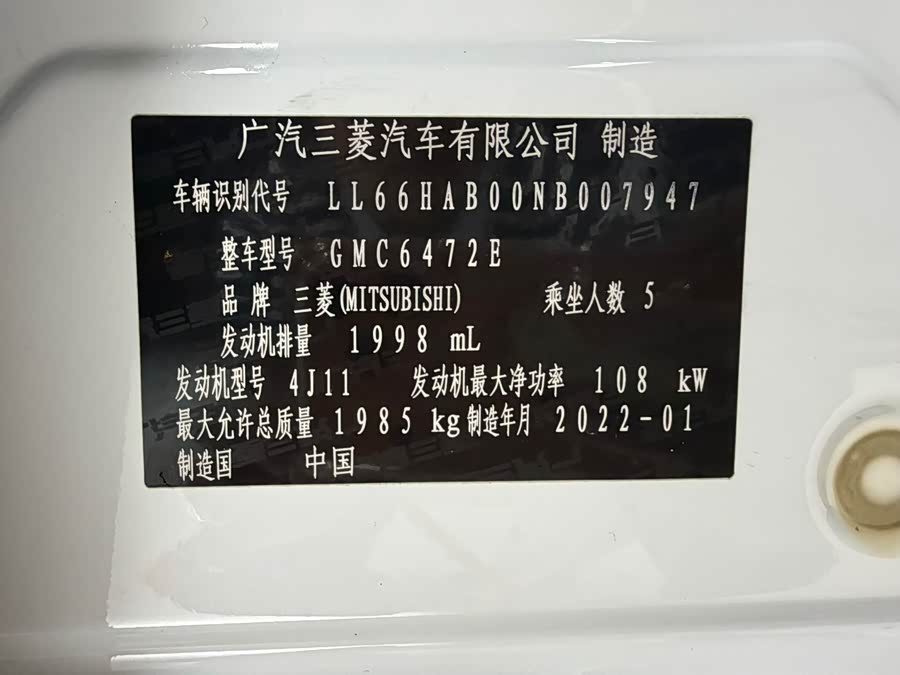 广汽三菱汽车有限公司 制造
车辆识别代号 LL66HAB00NB007947
整车型号 GMC6472E
品牌 三菱(MITSUBISHI) 乘坐人数 5
发动机排量 1998 mL
发动机型号 4J11 发动机最大净功率 108 kW
最大允许总质量 1985 kg 制造年月 2022-01
制造国 中国